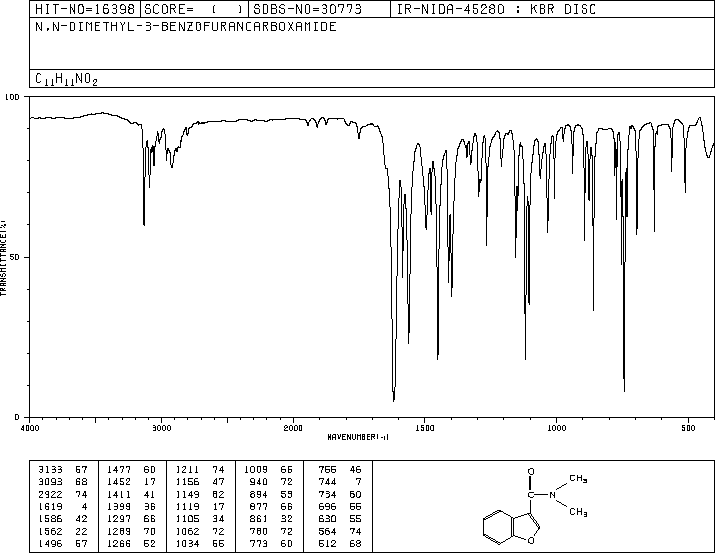 HIT-NO=16398 SCORE= ( ) SDBS-NO=30773 IR-NIDA-45280 : KBR DISC
N,N-DIMETHYL-3-BENZOFURANCARBOXAMIDE
C11H11NO2
100
50
0
TRANSMITTANCE(%)
4000 3000 2000 1500 1000 500
WAVENUMBER(-1)
3133 67 1477 60 1211 74 1009 66 766 46
3093 68 1452 17 1156 47 940 72 744 7
2922 74 1411 41 1149 82 894 59 734 60
1619 4 1399 36 1119 17 877 66 696 55
1586 42 1297 66 1105 34 861 32 630 55
1562 22 1289 70 1062 72 780 72 564 74
1496 57 1266 52 1034 55 773 60 512 68
O
CH3
C N
CH3
O